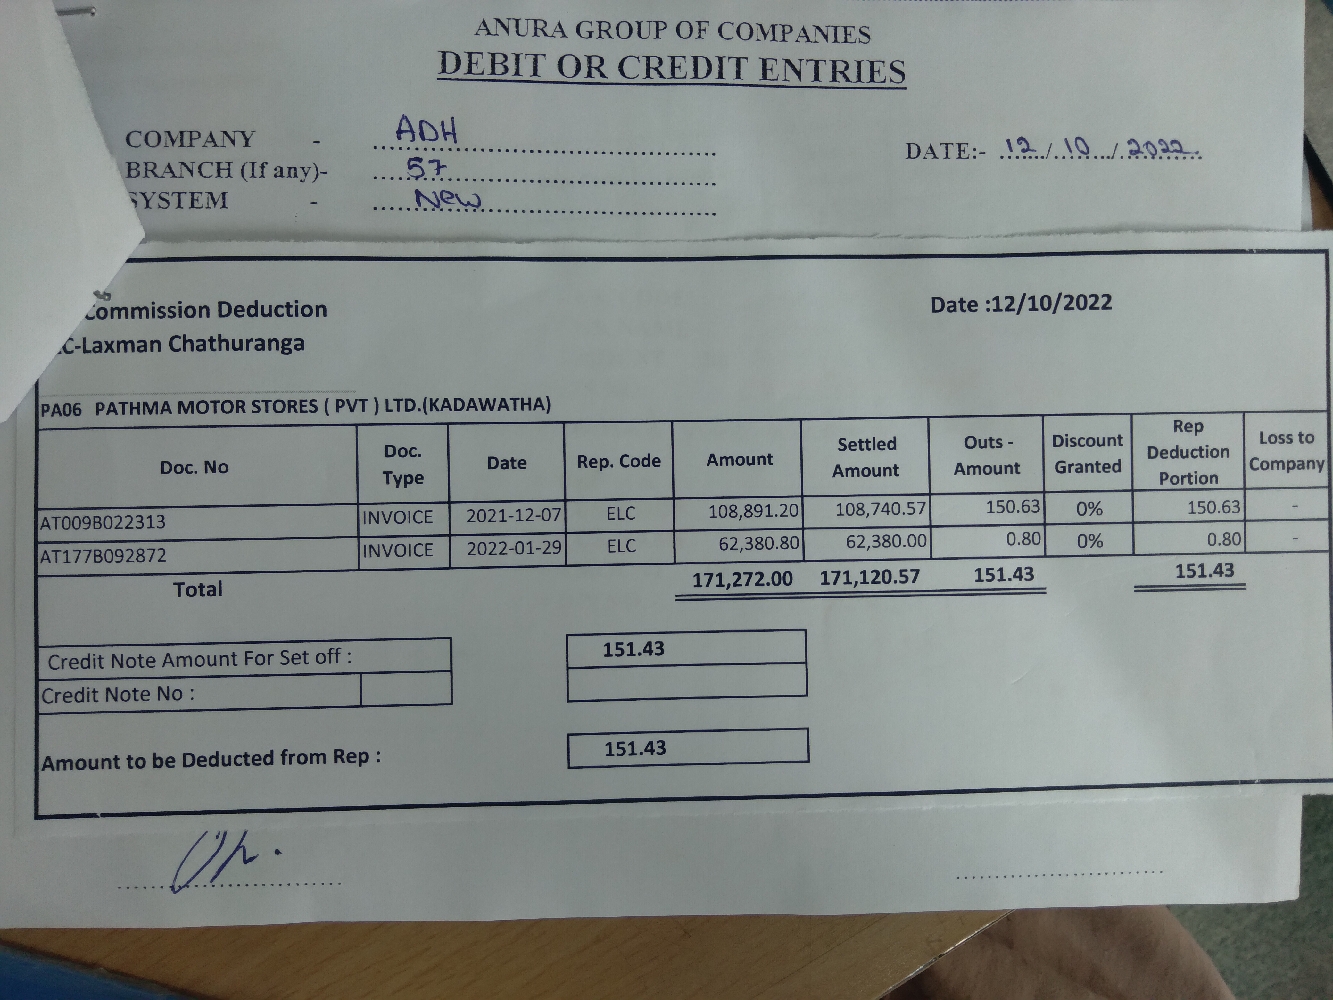 ANURA GROUP OF COMPANIES
DEBIT OR CREDIT ENTRIES
COMPANY - ADH
DATE:- 12/10/2022
BRANCH (If any)- 57
SYSTEM - New
Commission Deduction
Date :12/10/2022
C-Laxman Chathuranga
PA06 PATHMA MOTOR STORES ( PVT ) LTD.(KADAWATHA)
Doc. No Doc. Type Date Rep. Code Amount Settled Amount Outs - Amount Discount Granted Rep Deduction Portion Loss to Company
AT009B022313 INVOICE 2021-12-07 ELC 108,891.20 108,740.57 150.63 0% 150.63 -
AT177B092872 INVOICE 2022-01-29 ELC 62,380.80 62,380.00 0.80 0% 0.80 -
Total 171,272.00 171,120.57 151.43 151.43
Credit Note Amount For Set off : 151.43
Credit Note No :
Amount to be Deducted from Rep : 151.43